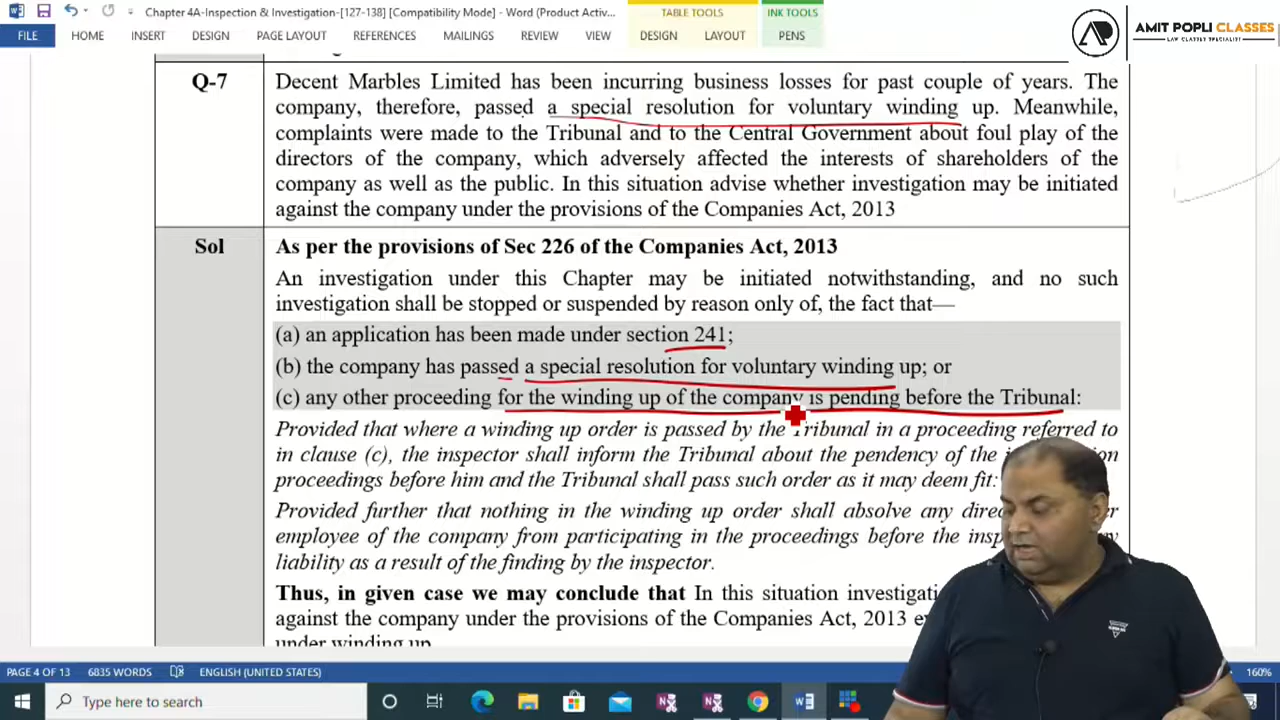 Chapter 4A-Inspection & Investigation-[127-138] [Compatibility Mode] - Word (Product Activ...
TABLE TOOLS
INK TOOLS
FILE HOME INSERT DESIGN PAGE LAYOUT REFERENCES MAILINGS REVIEW VIEW DESIGN LAYOUT PENS
AMIT POPLI CLASSES
LAW CLASSES SPECIALIST
Q-7
Decent Marbles Limited has been incurring business losses for past couple of years. The
company, therefore, passed a special resolution for voluntary winding up. Meanwhile,
complaints were made to the Tribunal and to the Central Government about foul play of the
directors of the company, which adversely affected the interests of shareholders of the
company as well as the public. In this situation advise whether investigation may be initiated
against the company under the provisions of the Companies Act, 2013
Sol
As per the provisions of Sec 226 of the Companies Act, 2013
An investigation under this Chapter may be initiated notwithstanding, and no such
investigation shall be stopped or suspended by reason only of, the fact that—
(a) an application has been made under section 241;
(b) the company has passed a special resolution for voluntary winding up; or
(c) any other proceeding for the winding up of the company is pending before the Tribunal:
Provided that where a winding up order is passed by the Tribunal in a proceeding referred to
in clause (c), the inspector shall inform the Tribunal about the pendency of the
proceedings before him and the Tribunal shall pass such order as it may deem fit:
Provided further that nothing in the winding up order shall absolve any
employee of the company from participating in the proceedings before the
liability as a result of the finding by the inspector.
Thus, in given case we may conclude that In this situation
against the company under the provisions of the Companies Act, 2013
under winding up
PAGE 4 OF 13 6835 WORDS ENGLISH (UNITED STATES) 160%
Type here to search